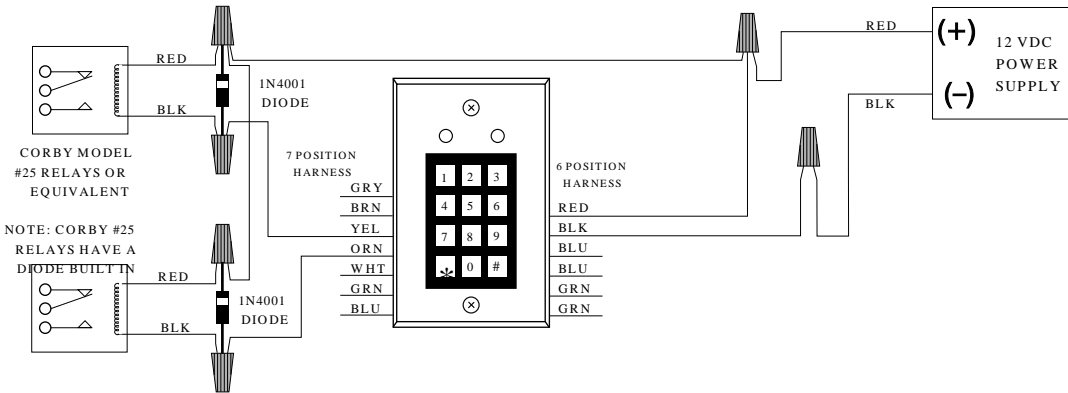 RED
BLK
1N4001
DIODE
CORBY MODEL
#25 RELAYS OR
EQUIVALENT
NOTE: CORBY #25
RELAYS HAVE A
DIODE BUILT IN
RED
BLK
1N4001
DIODE
7 POSITION
HARNESS
GRY
BRN
YEL
ORN
WHT
GRN
BLU
1 2 3
4 5 6
7 8 9
* 0 #
6 POSITION
HARNESS
RED
BLK
BLU
BLU
GRN
GRN
RED
BLK
(+)
(–)
12 VDC
POWER
SUPPLY